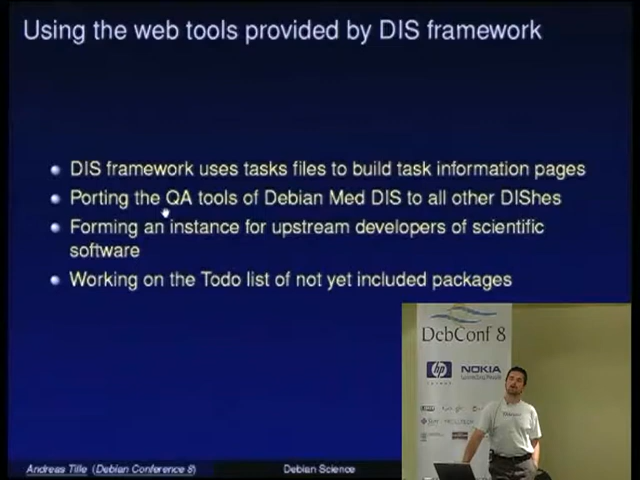 Using the web tools provided by DIS framework
DIS framework uses tasks files to build task information pages
Porting the QA tools of Debian Med DIS to all other DIShes
Forming an instance for upstream developers of scientific
software
Working on the Todo list of not yet included packages
DebConf 8
hp
NOKIA
Google
Andreas Tille (Debian Conference 8)
Debian Science